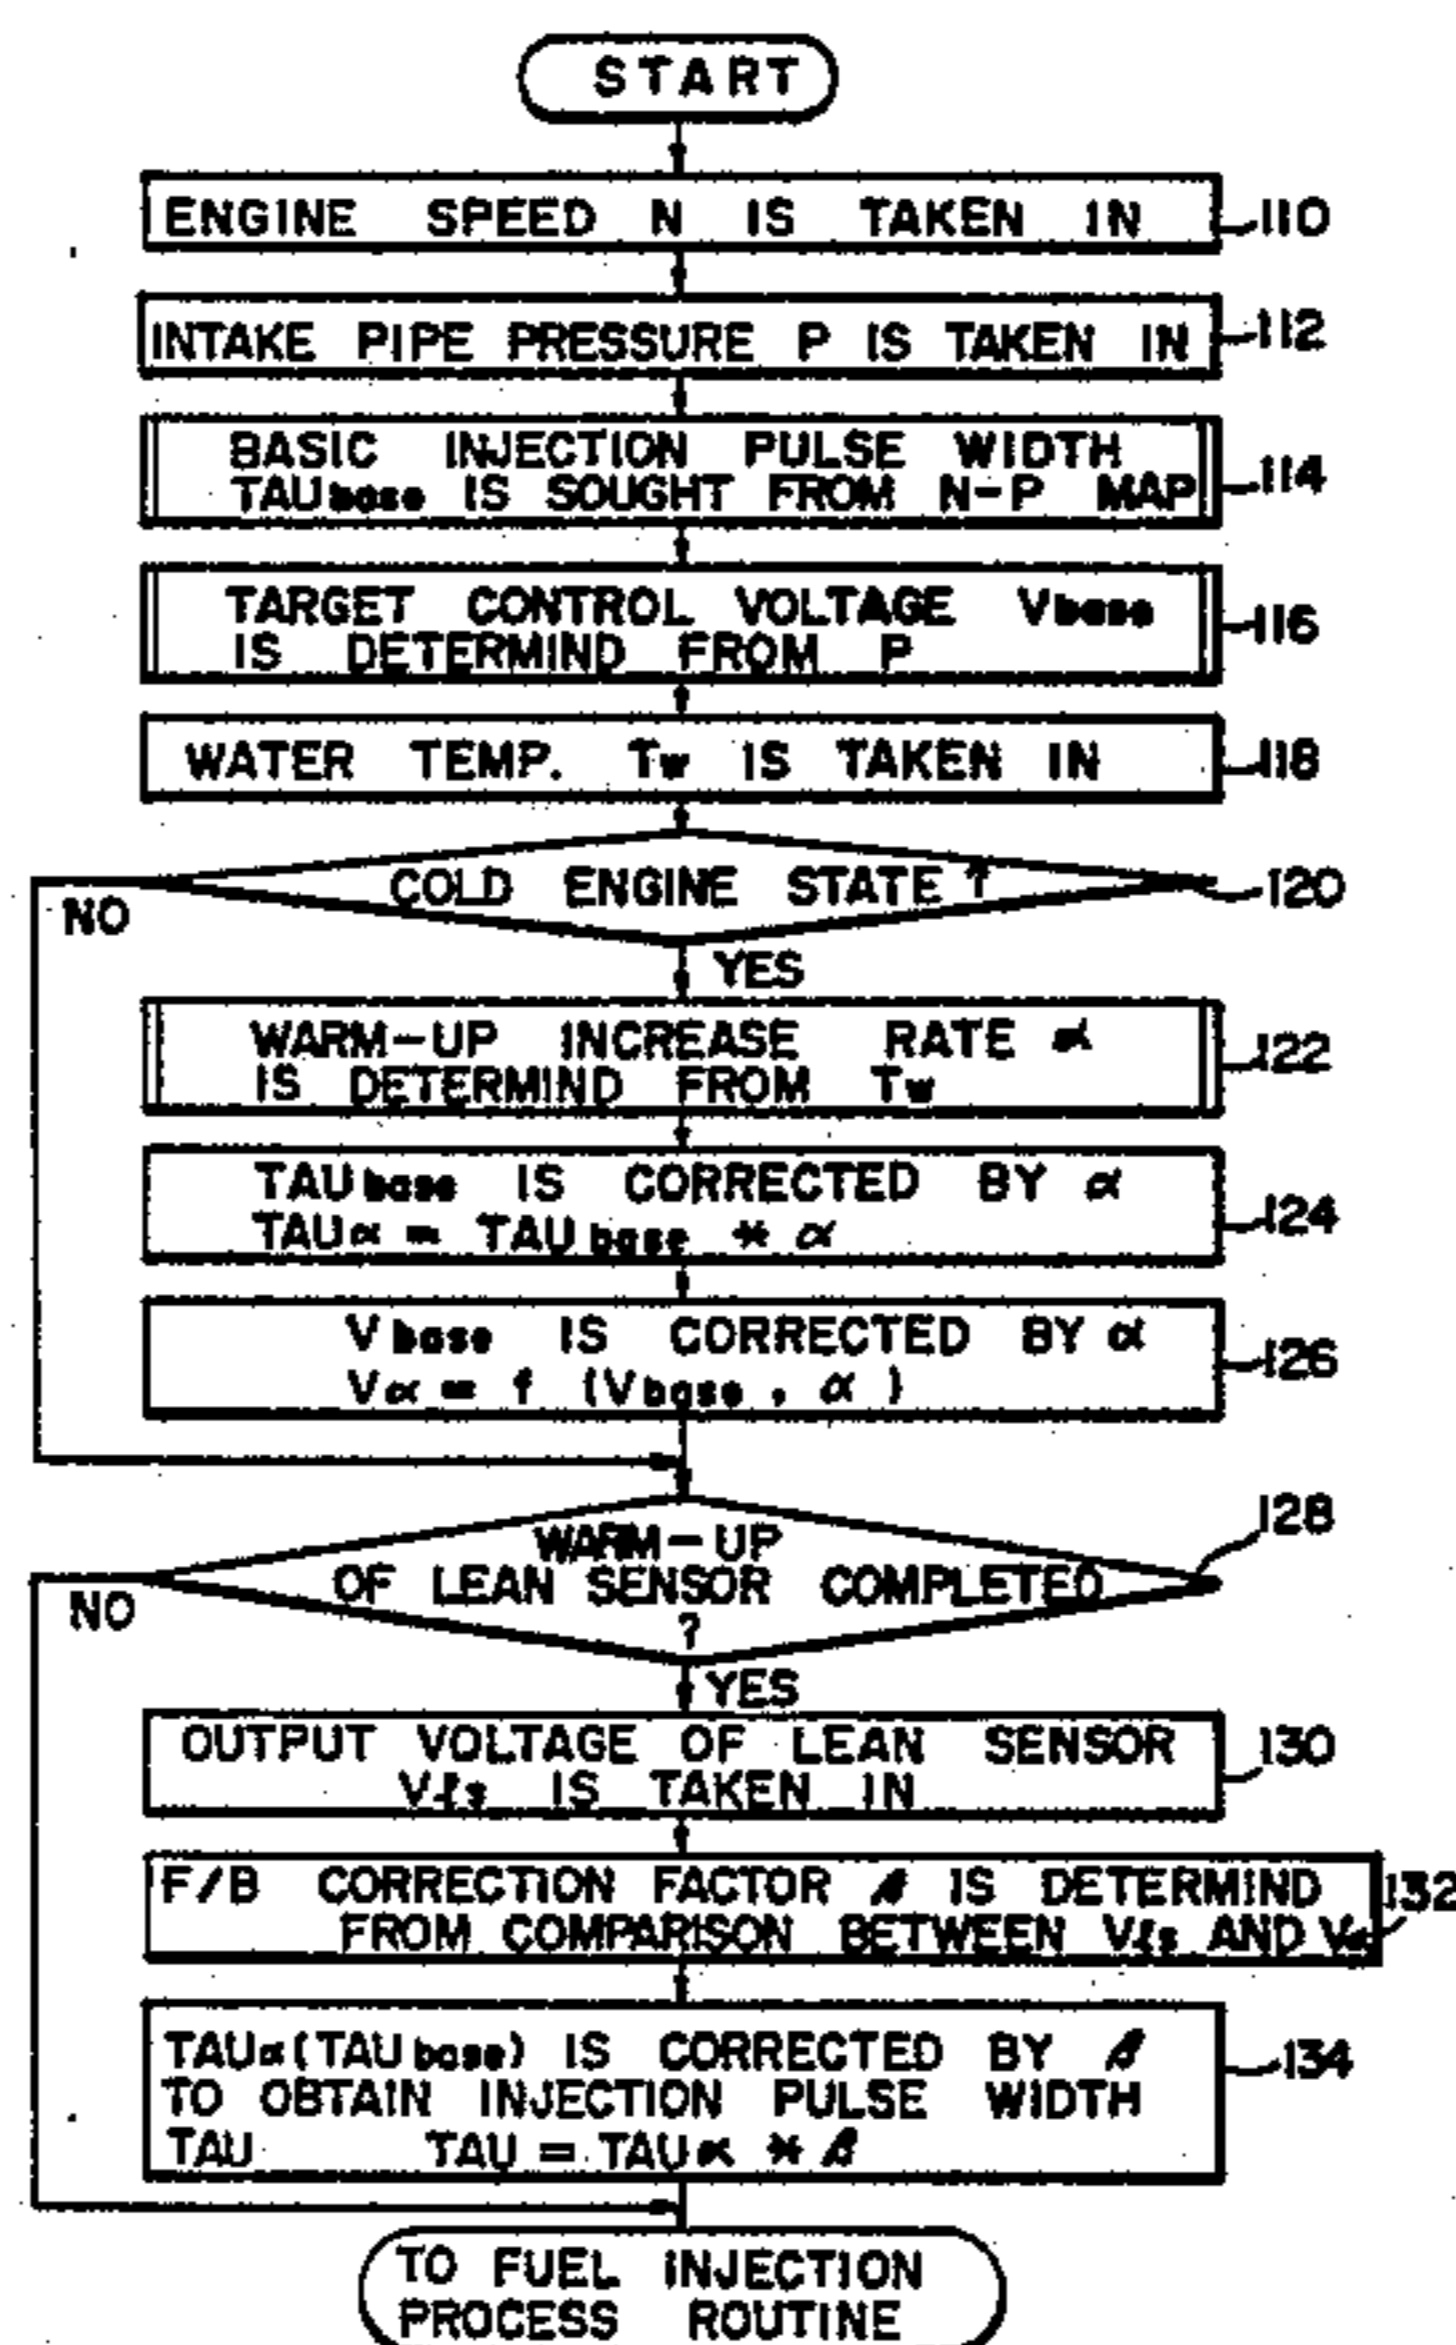 START
ENGINE SPEED N IS TAKEN IN
110
INTAKE PIPE PRESSURE P IS TAKEN IN
112
BASIC INJECTION PULSE WIDTH
TAUbase IS SOUGHT FROM N-P MAP
114
TARGET CONTROL VOLTAGE Vbase
IS DETERMIND FROM P
116
WATER TEMP. Tw IS TAKEN IN
118
COLD ENGINE STATE ?
120
NO
YES
WARM-UP INCREASE RATE α
IS DETERMIND FROM Tw
122
TAUbase IS CORRECTED BY α
TAUα = TAUbase * α
124
Vbase IS CORRECTED BY α
Vα = f (Vbase, α)
126
WARM-UP
OF LEAN SENSOR COMPLETED
?
128
NO
YES
OUTPUT VOLTAGE OF LEAN SENSOR
Vℓs IS TAKEN IN
130
F/B CORRECTION FACTOR β IS DETERMIND
FROM COMPARISON BETWEEN Vℓs AND Vα
132
TAUα(TAUbase) IS CORRECTED BY β
TO OBTAIN INJECTION PULSE WIDTH
TAU TAU = TAUα * β
134
TO FUEL INJECTION
PROCESS ROUTINE